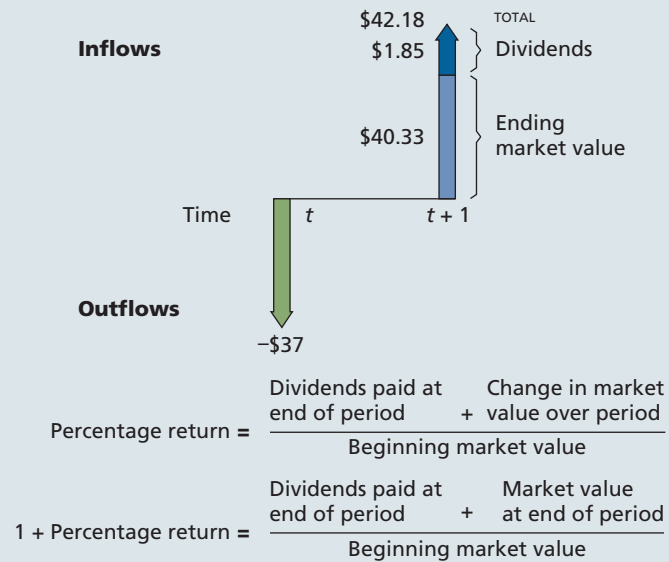 $42.18 TOTAL
Inflows $1.85 Dividends
$40.33 Ending
market value
Time t t + 1
Outflows
–$37
Dividends paid at Change in market
end of period + value over period
Percentage return =
Beginning market value
Dividends paid at Market value
end of period + at end of period
1 + Percentage return =
Beginning market value